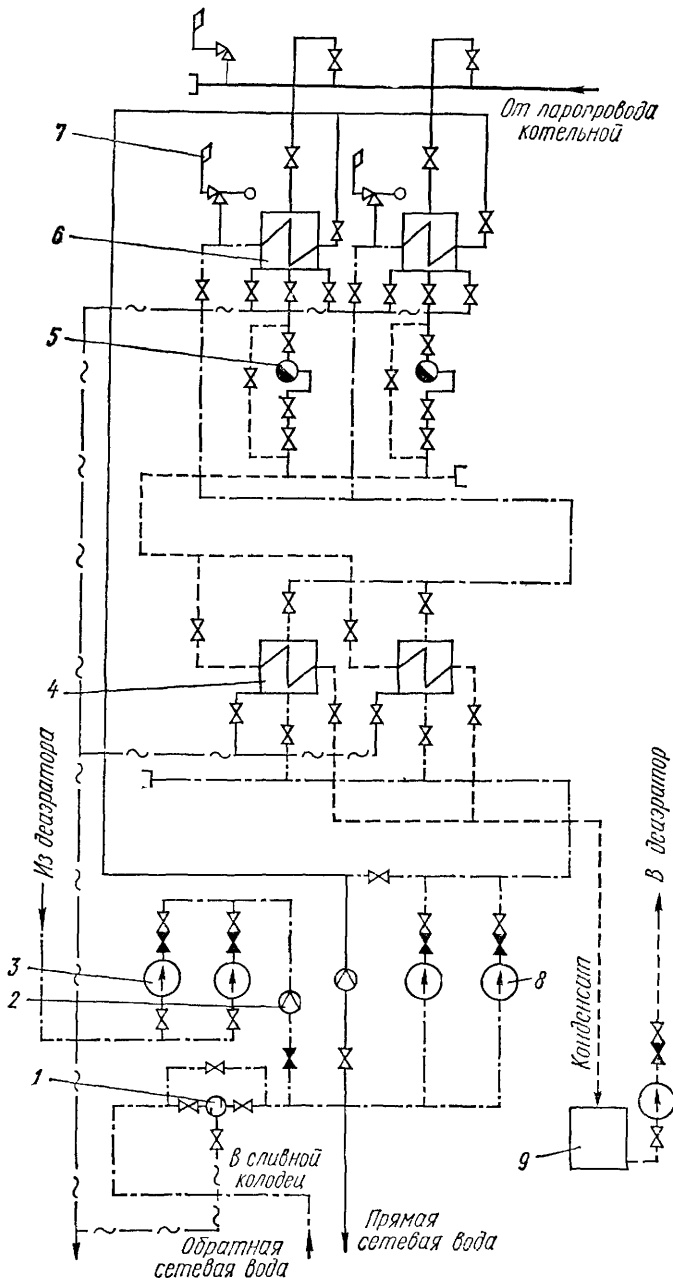 От паропровода
котельной
7
6
5
4
Из деаэратора
В деаэратор
3
2
8
1
Конденсат
9
В сливной
колодец
Прямая
сетевая вода
Обратная
сетевая вода